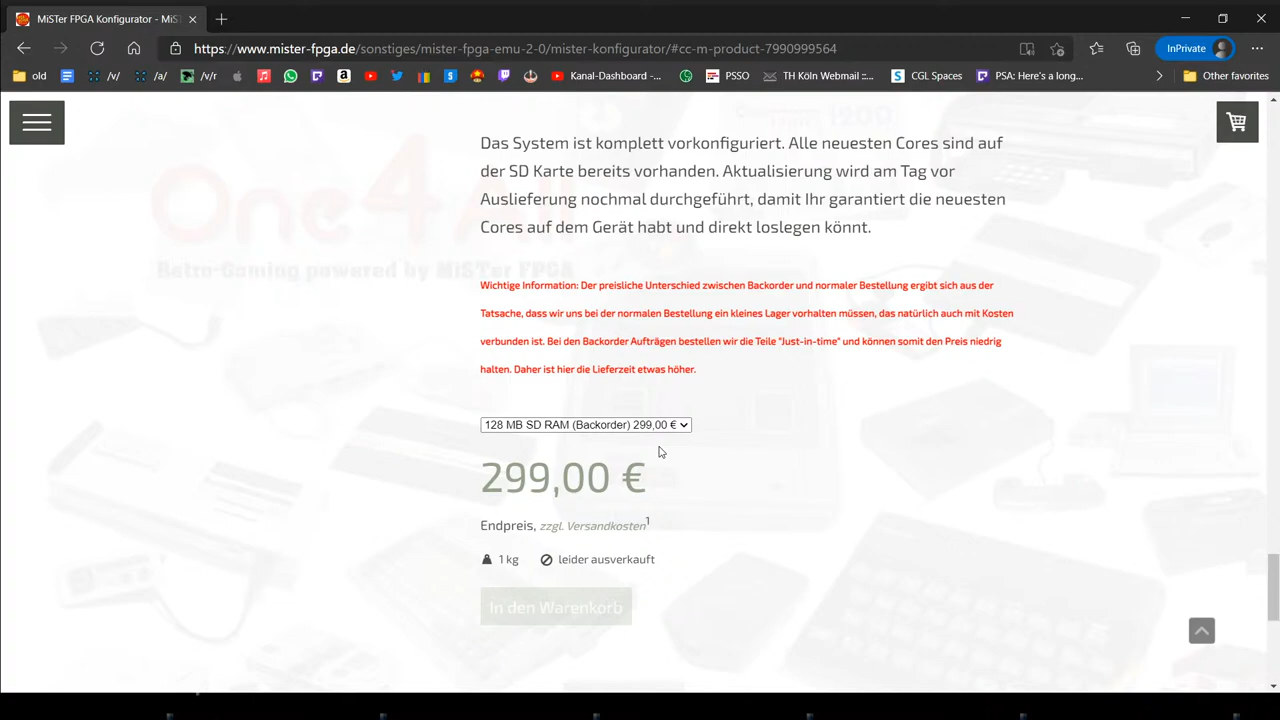 MiSTer FPGA Konfigurator - MiS
https://www.mister-fpga.de/sonstiges/mister-fpga-emu-2-0/mister-konfigurator/#cc-m-product-7990999564
InPrivate
old
/v/
/a/
/v/r
Kanal-Dashboard -...
PSSO
TH Köln Webmail ::...
CGL Spaces
PSA: Here's a long...
Other favorites
One4All
Retro-Gaming powered by MiSTer FPGA
Das System ist komplett vorkonfiguriert. Alle neuesten Cores sind auf
der SD Karte bereits vorhanden. Aktualisierung wird am Tag vor
Auslieferung nochmal durchgeführt, damit Ihr garantiert die neuesten
Cores auf dem Gerät habt und direkt loslegen könnt.
Wichtige Information: Der preisliche Unterschied zwischen Backorder und normaler Bestellung ergibt sich aus der
Tatsache, dass wir uns bei der normalen Bestellung ein kleines Lager vorhalten müssen, das natürlich auch mit Kosten
verbunden ist. Bei den Backorder Aufträgen bestellen wir die Teile "Just-in-time" und können somit den Preis niedrig
halten. Daher ist hier die Lieferzeit etwas höher.
128 MB SD RAM (Backorder) 299,00 €
299,00 €
Endpreis, zzgl. Versandkosten1
1 kg leider ausverkauft
In den Warenkorb